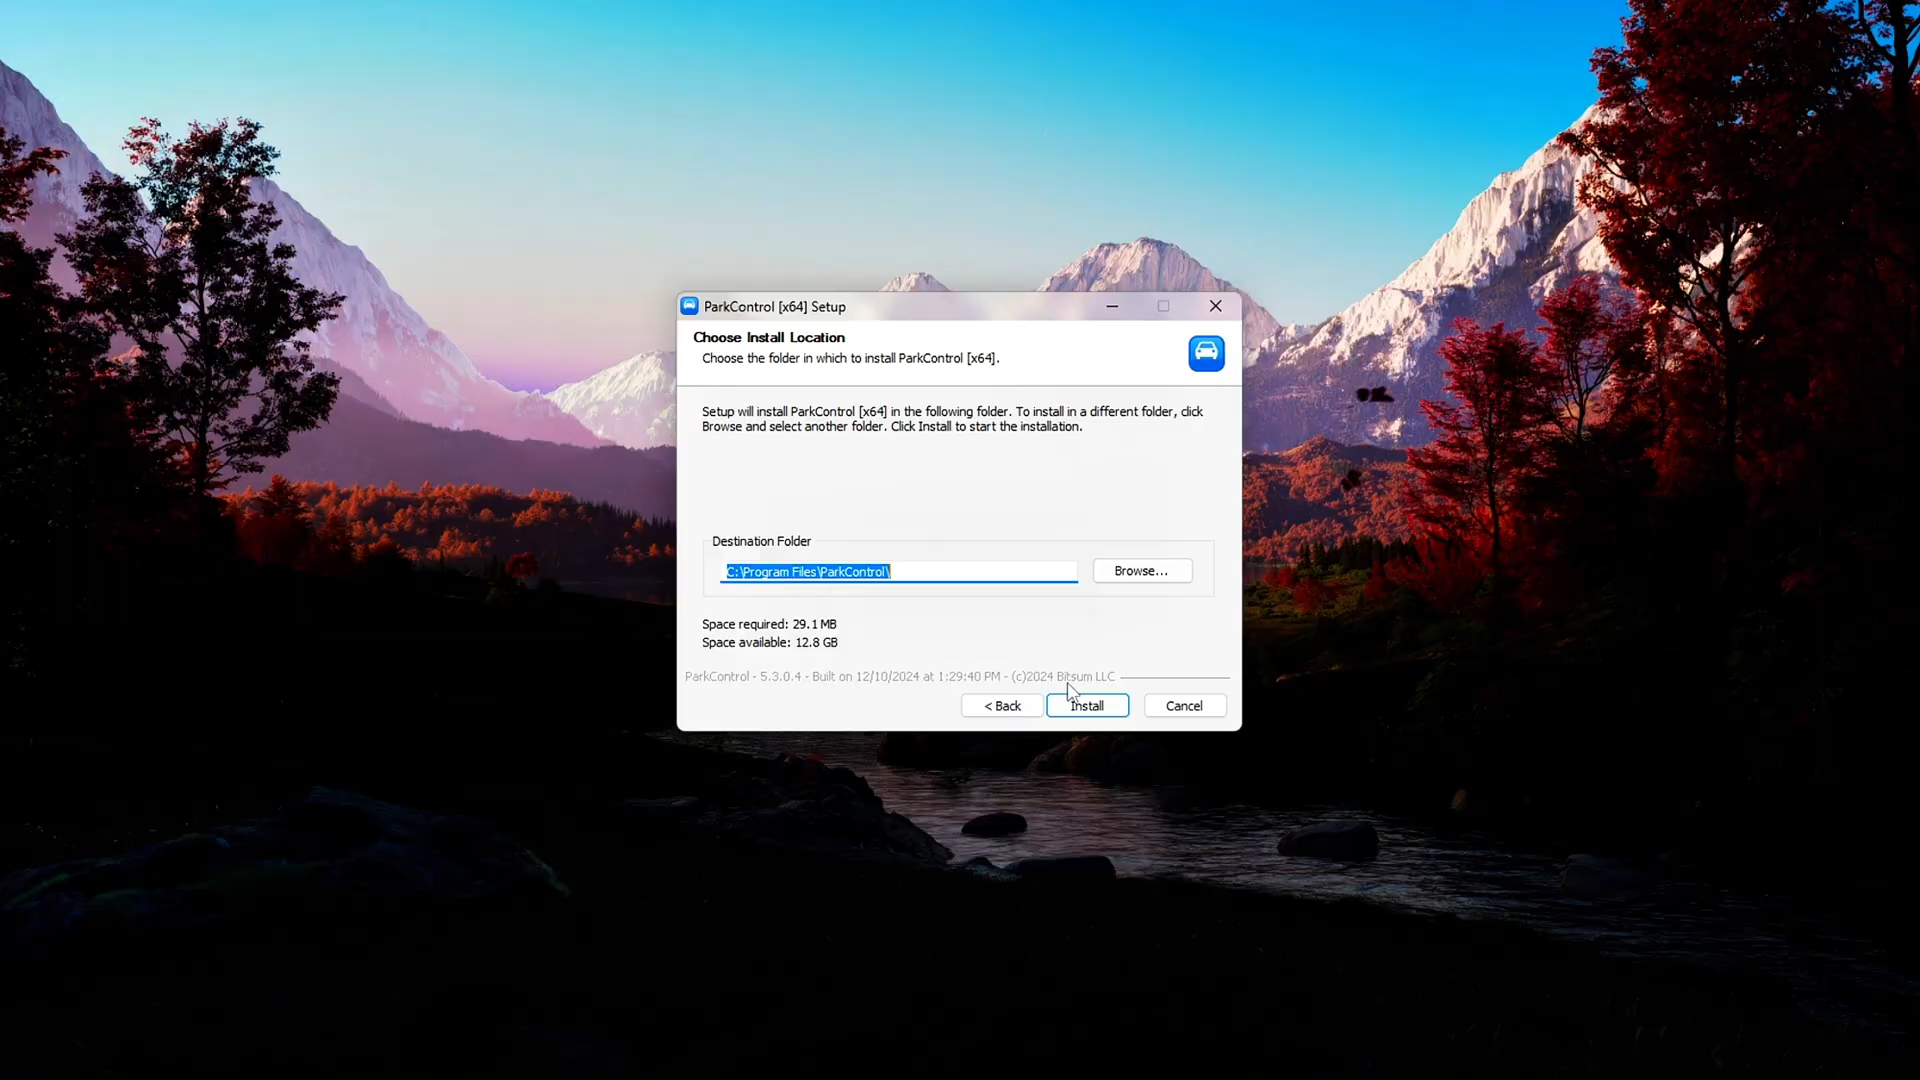 ParkControl [x64] Setup
Choose Install Location
Choose the folder in which to install ParkControl [x64].
Setup will install ParkControl [x64] in the following folder. To install in a different folder, click
Browse and select another folder. Click Install to start the installation.
Destination Folder
C:\Program Files\ParkControl\
Browse...
Space required: 29.1 MB
Space available: 12.8 GB
ParkControl - 5.3.0.4 - Built on 12/10/2024 at 1:29:40 PM - (c)2024 Bitsum LLC
< Back
Install
Cancel